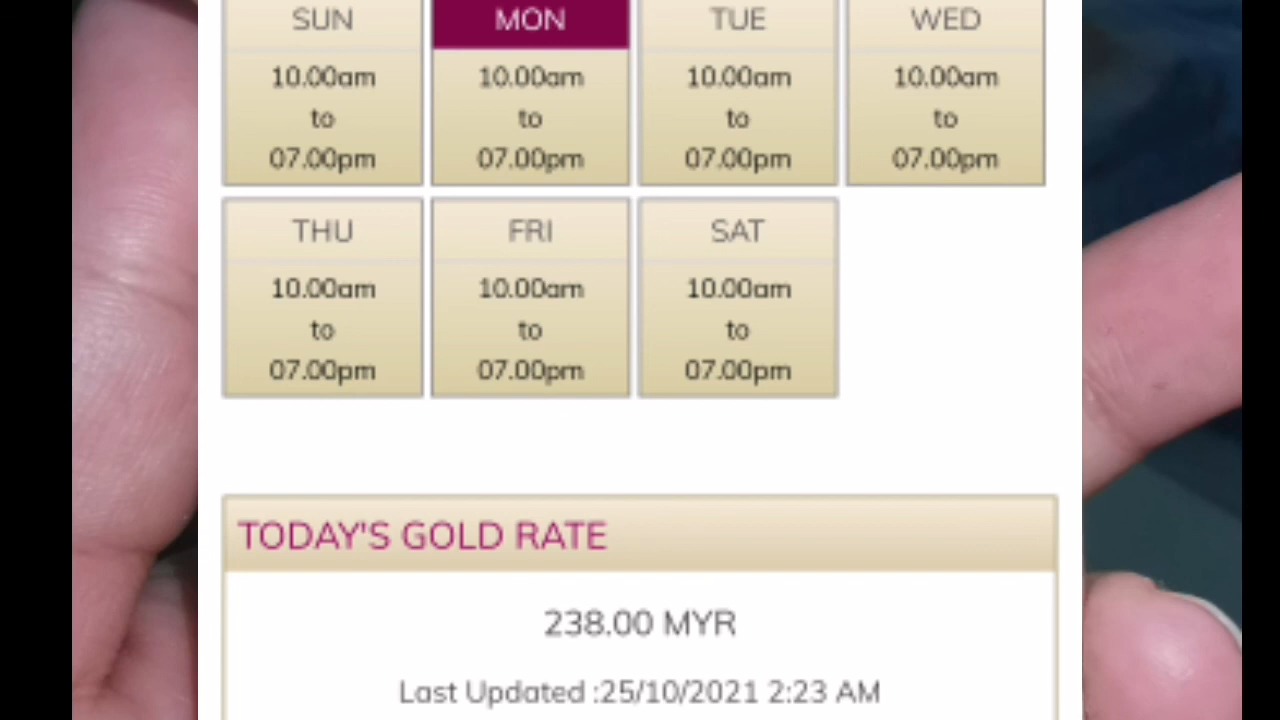 SUN MON TUE WED
10.00am 10.00am 10.00am 10.00am
to to to to
07.00pm 07.00pm 07.00pm 07.00pm
THU FRI SAT
10.00am 10.00am 10.00am
to to to
07.00pm 07.00pm 07.00pm
TODAY'S GOLD RATE
238.00 MYR
Last Updated :25/10/2021 2:23 AM